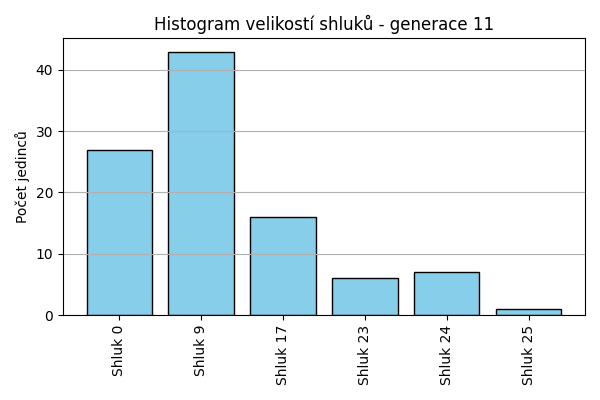 Histogram velikostí shluků - generace 11
Počet jedinců
40
30
20
10
0
Shluk 0
Shluk 9
Shluk 17
Shluk 23
Shluk 24
Shluk 25